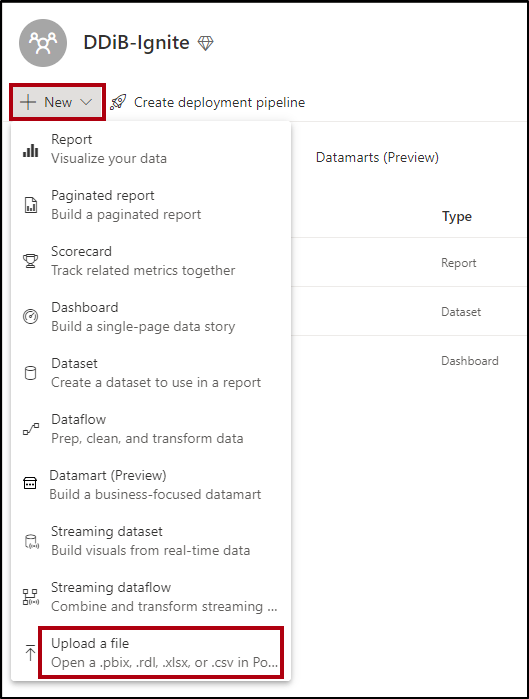 DDiB-Ignite
New
Create deployment pipeline
Report
Visualize your data
Datamarts (Preview)
Paginated report
Build a paginated report
Type
Scorecard
Track related metrics together
Report
Dashboard
Build a single-page data story
Dataset
Dataset
Create a dataset to use in a report
Dashboard
Dataflow
Prep, clean, and transform data
Datamart (Preview)
Build a business-focused datamart
Streaming dataset
Build visuals from real-time data
Streaming dataflow
Combine and transform streaming ...
Upload a file
Open a .pbix, .rdl, .xlsx, or .csv in Po...